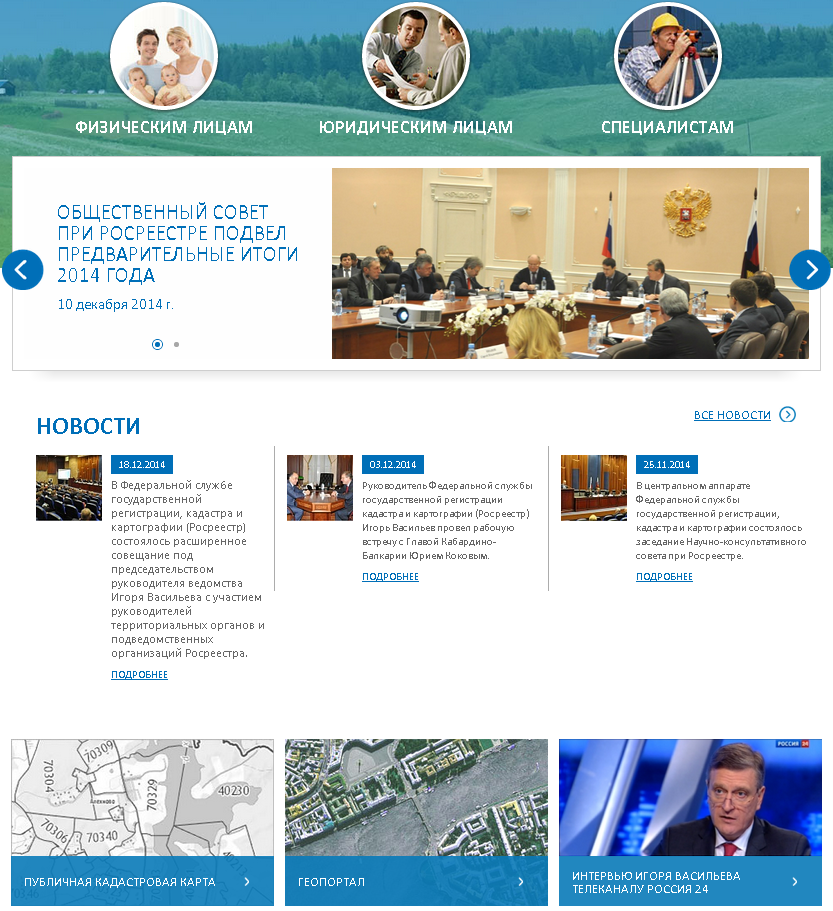 ФИЗИЧЕСКИМ ЛИЦАМ
ЮРИДИЧЕСКИМ ЛИЦАМ
СПЕЦИАЛИСТАМ
ОБЩЕСТВЕННЫЙ СОВЕТ
ПРИ РОСРЕЕСТРЕ ПОДВЕЛ
ПРЕДВАРИТЕЛЬНЫЕ ИТОГИ
2014 ГОДА
10 декабря 2014 г.
НОВОСТИ
ВСЕ НОВОСТИ
18.12.2014
В Федеральной службе
государственной
регистрации, кадастра и
картографии (Росреестр)
состоялось расширенное
совещание под
председательством
руководителя ведомства
Игоря Васильева с участием
руководителей
территориальных органов и
подведомственных
организаций Росреестра.
ПОДРОБНЕЕ
03.12.2014
Руководитель Федеральной службы
государственной регистрации
кадастра и картографии (Росреестр)
Игорь Васильев провел рабочую
встречу с Главой Кабардино-
Балкарии Юрием Коковым.
ПОДРОБНЕЕ
25.11.2014
В центральном аппарате
Федеральной службы
государственной регистрации,
кадастра и картографии состоялось
заседание Научно-консультативного
совета при Росреестре.
ПОДРОБНЕЕ
70309
70304
70329
40230
Алехново
70306
70340
70346
ПУБЛИЧНАЯ КАДАСТРОВАЯ КАРТА
ГЕОПОРТАЛ
РОССИЯ 24
ИНТЕРВЬЮ ИГОРЯ ВАСИЛЬЕВА
ТЕЛЕКАНАЛУ РОССИЯ 24